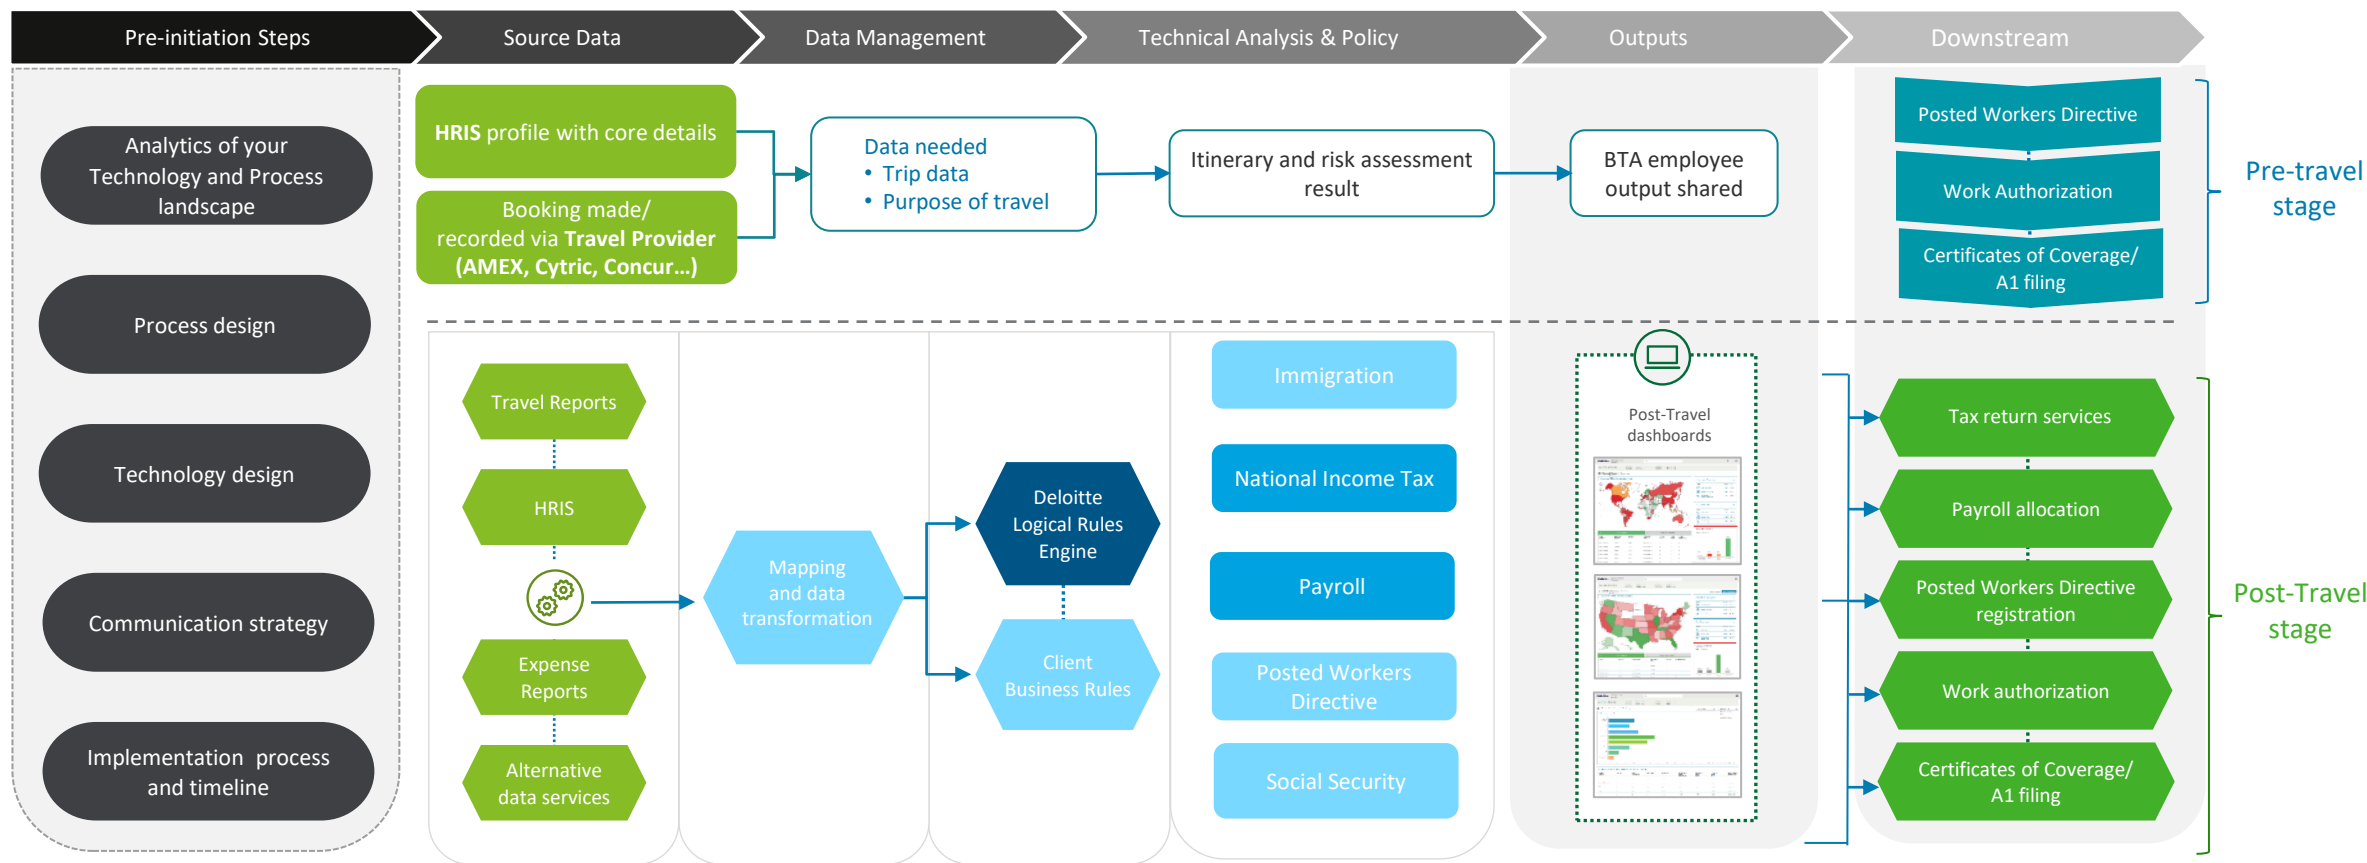 Pre-initiation Steps
Source Data
Data Management
Technical Analysis & Policy
Outputs
Downstream
Analytics of your
Technology and Process
landscape
Process design
Technology design
Communication strategy
Implementation process
and timeline
HRIS profile with core details
Booking made/
recorded via Travel Provider
(AMEX, Cytric, Concur...)
Data needed
• Trip data
• Purpose of travel
Itinerary and risk assessment
result
BTA employee
output shared
Posted Workers Directive
Work Authorization
Certificates of Coverage/
A1 filing
Pre-travel
stage
Travel Reports
HRIS
Expense
Reports
Alternative
data services
Mapping
and data
transformation
Deloitte
Logical Rules
Engine
Client
Business Rules
Immigration
National Income Tax
Payroll
Posted Workers
Directive
Social Security
Post-Travel
dashboards
Tax return services
Payroll allocation
Posted Workers Directive
registration
Work authorization
Certificates of Coverage/
A1 filing
Post-Travel
stage